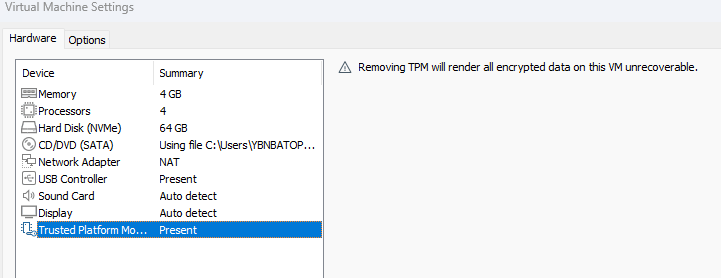 Virtual Machine Settings
Hardware Options
Device Summary
Memory 4 GB
Processors 4
Hard Disk (NVMe) 64 GB
CD/DVD (SATA) Using file C:\Users\YBNBATOP...
Network Adapter NAT
USB Controller Present
Sound Card Auto detect
Display Auto detect
Trusted Platform Mo... Present
Removing TPM will render all encrypted data on this VM unrecoverable.